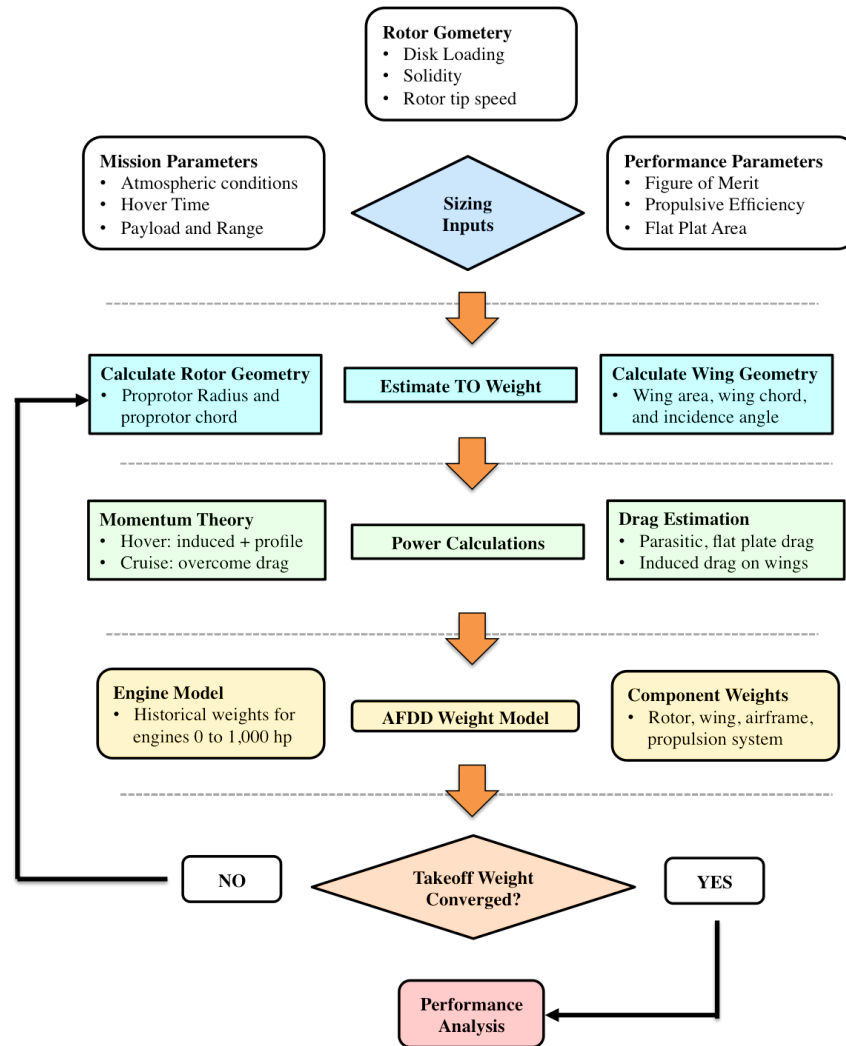 Rotor Gometery
• Disk Loading
• Solidity
• Rotor tip speed
Mission Parameters
• Atmospheric conditions
• Hover Time
• Payload and Range
Sizing
Inputs
Performance Parameters
• Figure of Merit
• Propulsive Efficiency
• Flat Plat Area
Calculate Rotor Geometry
• Proprotor Radius and
proprotor chord
Estimate TO Weight
Calculate Wing Geometry
• Wing area, wing chord,
and incidence angle
Momentum Theory
• Hover: induced + profile
• Cruise: overcome drag
Power Calculations
Drag Estimation
• Parasitic, flat plate drag
• Induced drag on wings
Engine Model
• Historical weights for
engines 0 to 1,000 hp
AFDD Weight Model
Component Weights
• Rotor, wing, airframe,
propulsion system
NO
Takeoff Weight
Converged?
YES
Performance
Analysis